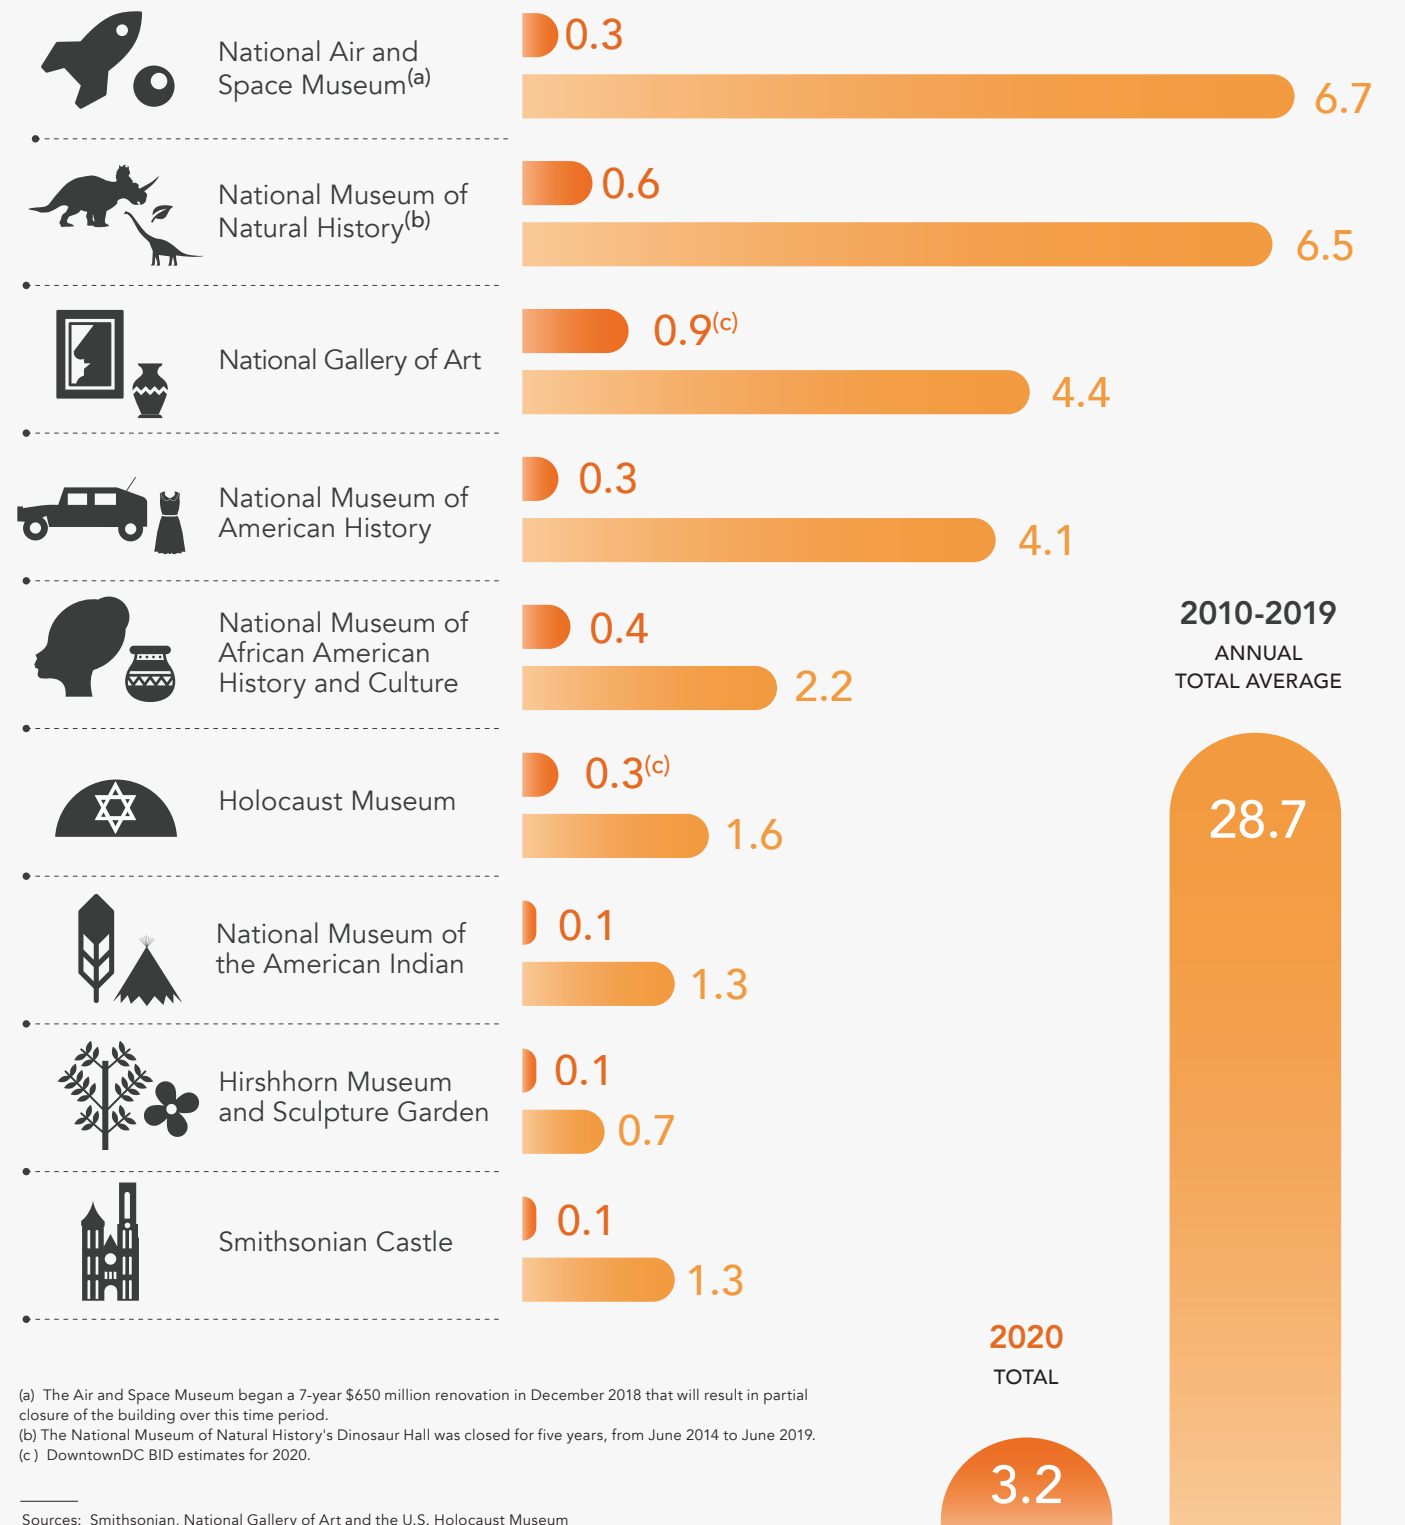 National Air and
Space Museum(a)
0.3
6.7
National Museum of
Natural History(b)
0.6
6.5
National Gallery of Art
0.9(c)
4.4
National Museum of
American History
0.3
4.1
National Museum of
African American
History and Culture
0.4
2.2
Holocaust Museum
0.3(c)
1.6
National Museum of
the American Indian
0.1
1.3
Hirshhorn Museum
and Sculpture Garden
0.1
0.7
Smithsonian Castle
0.1
1.3
2010-2019
ANNUAL
TOTAL AVERAGE
28.7
2020
TOTAL
3.2
(a) The Air and Space Museum began a 7-year $650 million renovation in December 2018 that will result in partial
closure of the building over this time period.
(b) The National Museum of Natural History's Dinosaur Hall was closed for five years, from June 2014 to June 2019.
(c ) DowntownDC BID estimates for 2020.
Sources: Smithsonian, National Gallery of Art and the U.S. Holocaust Museum